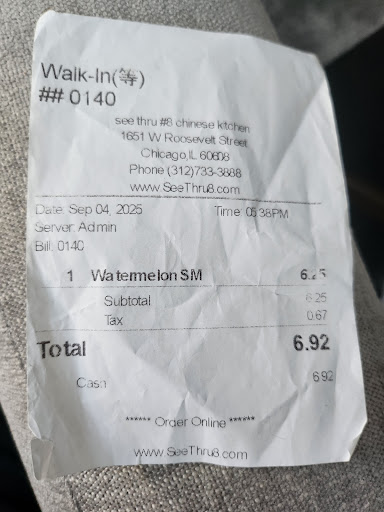 Walk-In(等)
## 0140
see thru #8 chinese kitchen
1651 W Roosevelt Street
Chicago,IL 60608
Phone (312)733-3888
www.SeeThru8.com
Date: Sep 04, 2025 Time: 05:38PM
Server: Admin
Bill: 0140
1 Watermelon SM 6.25
Subtotal 6.25
Tax 0.67
Total 6.92
Cash 6.92
****** Order Online ******
www.SeeThru8.com